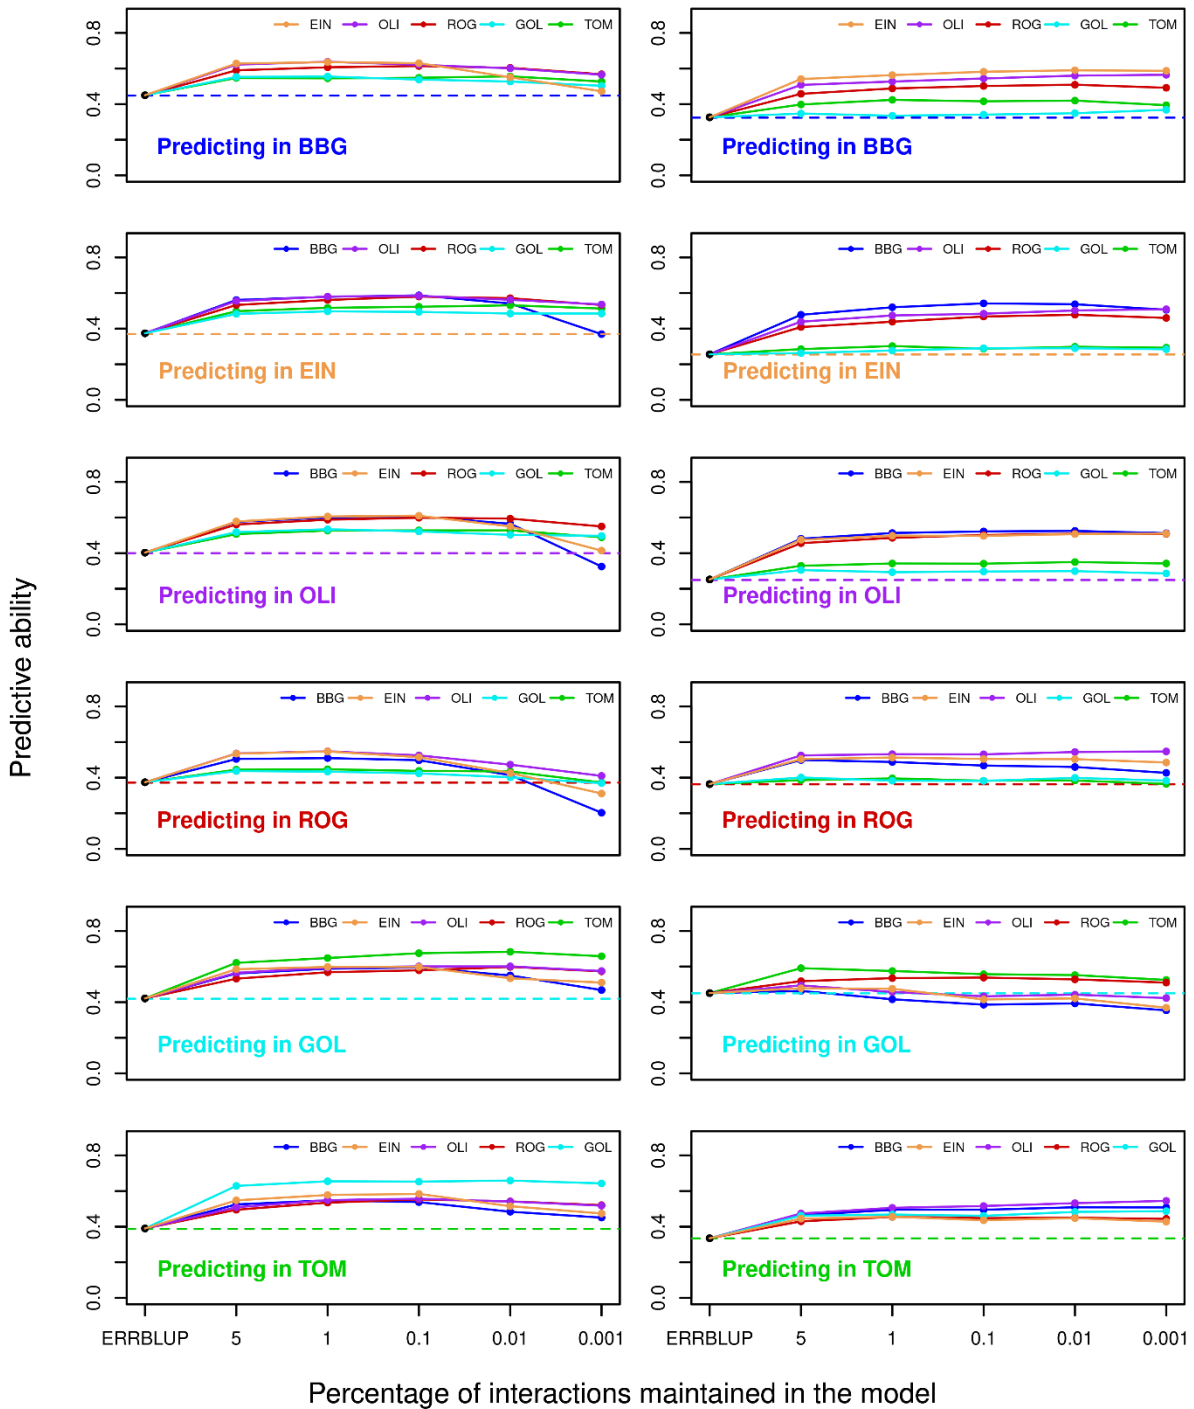 EIN OLI ROG GOL TOM
0.8
0.4
0.0
Predicting in BBG
EIN OLI ROG GOL TOM
0.8
0.4
0.0
Predicting in BBG
BBG OLI ROG GOL TOM
0.8
0.4
0.0
Predicting in EIN
BBG OLI ROG GOL TOM
0.8
0.4
0.0
Predicting in EIN
BBG EIN ROG GOL TOM
0.8
0.4
0.0
Predicting in OLI
BBG EIN ROG GOL TOM
0.8
0.4
0.0
Predicting in OLI
Predictive ability
BBG EIN OLI GOL TOM
0.8
0.4
0.0
Predicting in ROG
BBG EIN OLI GOL TOM
0.8
0.4
0.0
Predicting in ROG
BBG EIN OLI ROG TOM
0.8
0.4
0.0
Predicting in GOL
BBG EIN OLI ROG TOM
0.8
0.4
0.0
Predicting in GOL
BBG EIN OLI ROG GOL
0.8
0.4
0.0
Predicting in TOM
ERRBLUP 5 1 0.1 0.01 0.001
BBG EIN OLI ROG GOL
0.8
0.4
0.0
Predicting in TOM
ERRBLUP 5 1 0.1 0.01 0.001
Percentage of interactions maintained in the model